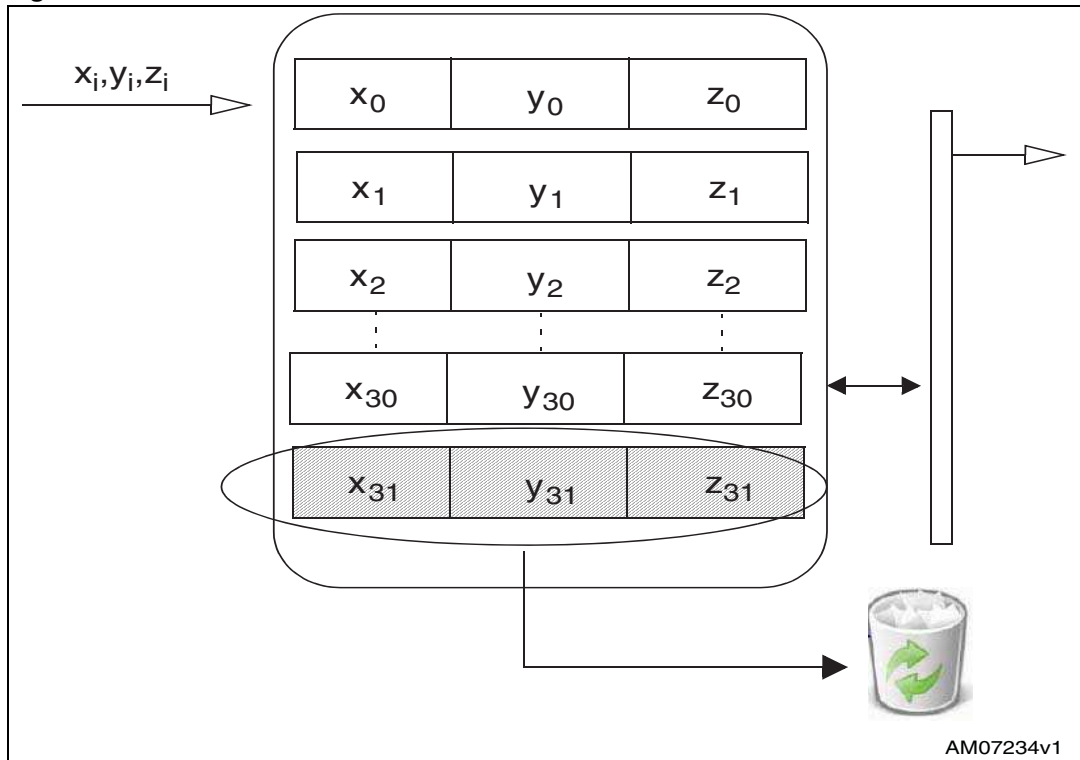 xᵢ,yᵢ,zᵢ
x₀ y₀ z₀
x₁ y₁ z₁
x₂ y₂ z₂
x₃₀ y₃₀ z₃₀
x₃₁ y₃₁ z₃₁
AM07234v1